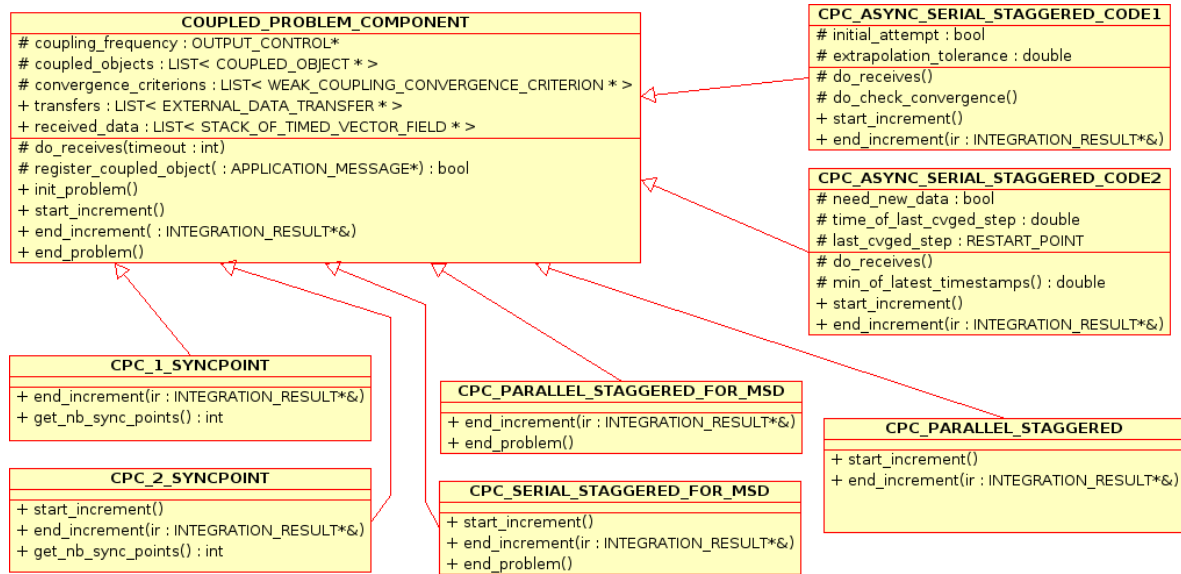 COUPLED_PROBLEM_COMPONENT
# coupling_frequency : OUTPUT_CONTROL*
# coupled_objects : LIST< COUPLED_OBJECT * >
# convergence_criterions : LIST< WEAK_COUPLING_CONVERGENCE_CRITERION * >
+ transfers : LIST< EXTERNAL_DATA_TRANSFER * >
+ received_data : LIST< STACK_OF_TIMED_VECTOR_FIELD * >
# do_receives(timeout : int)
# register_coupled_object( : APPLICATION_MESSAGE*) : bool
+ init_problem()
+ start_increment()
+ end_increment( : INTEGRATION_RESULT*&)
+ end_problem()
CPC_ASYNC_SERIAL_STAGGERED_CODE1
# initial_attempt : bool
# extrapolation_tolerance : double
# do_receives()
# do_check_convergence()
+ start_increment()
+ end_increment(ir : INTEGRATION_RESULT*&)
CPC_ASYNC_SERIAL_STAGGERED_CODE2
# need_new_data : bool
# time_of_last_cvged_step : double
# last_cvged_step : RESTART_POINT
# do_receives()
# min_of_latest_timestamps() : double
+ start_increment()
+ end_increment(ir : INTEGRATION_RESULT*&)
CPC_1_SYNCPOINT
+ end_increment(ir : INTEGRATION_RESULT*&)
+ get_nb_sync_points() : int
CPC_2_SYNCPOINT
+ start_increment()
+ end_increment(ir : INTEGRATION_RESULT*&)
+ get_nb_sync_points() : int
CPC_PARALLEL_STAGGERED_FOR_MSD
+ end_increment(ir : INTEGRATION_RESULT*&)
+ end_problem()
CPC_SERIAL_STAGGERED_FOR_MSD
+ start_increment()
+ end_increment(ir : INTEGRATION_RESULT*&)
+ end_problem()
CPC_PARALLEL_STAGGERED
+ start_increment()
+ end_increment(ir : INTEGRATION_RESULT*&)